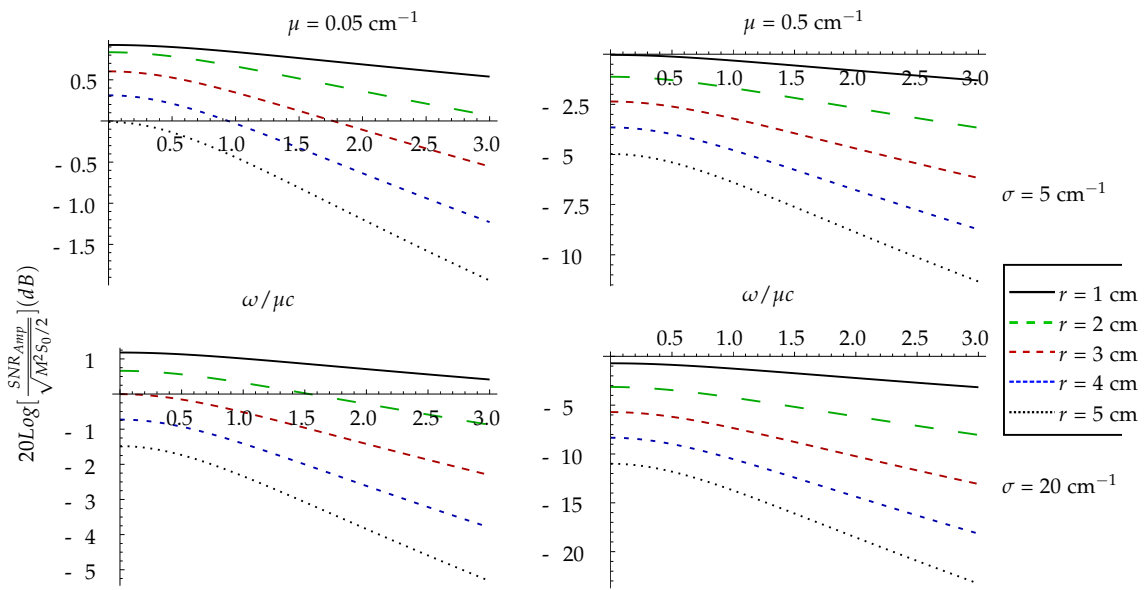 μ = 0.05 cm⁻¹
μ = 0.5 cm⁻¹
0.5
- 0.5
- 1.0
- 1.5
0.5 1.0 1.5 2.0 2.5 3.0
0.5 1.0 1.5 2.0 2.5 3.0
- 2.5
- 5
- 7.5
- 10
σ = 5 cm⁻¹
ω/μc
ω/μc
20Log[SNR_Amp/√M²S₀/2](dB)
1
- 1
- 2
- 3
- 4
- 5
0.5 1.0 1.5 2.0 2.5 3.0
0.5 1.0 1.5 2.0 2.5 3.0
- 5
- 10
- 15
- 20
r = 1 cm
r = 2 cm
r = 3 cm
r = 4 cm
r = 5 cm
σ = 20 cm⁻¹